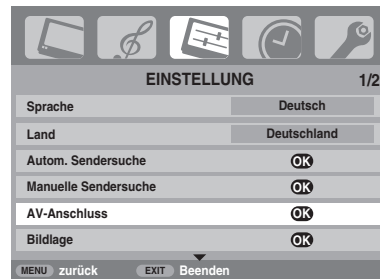 EINSTELLUNG 1/2
Sprache Deutsch
Land Deutschland
Autom. Sendersuche OK
Manuelle Sendersuche OK
AV-Anschluss OK
Bildlage OK
MENU zurück EXIT Beenden